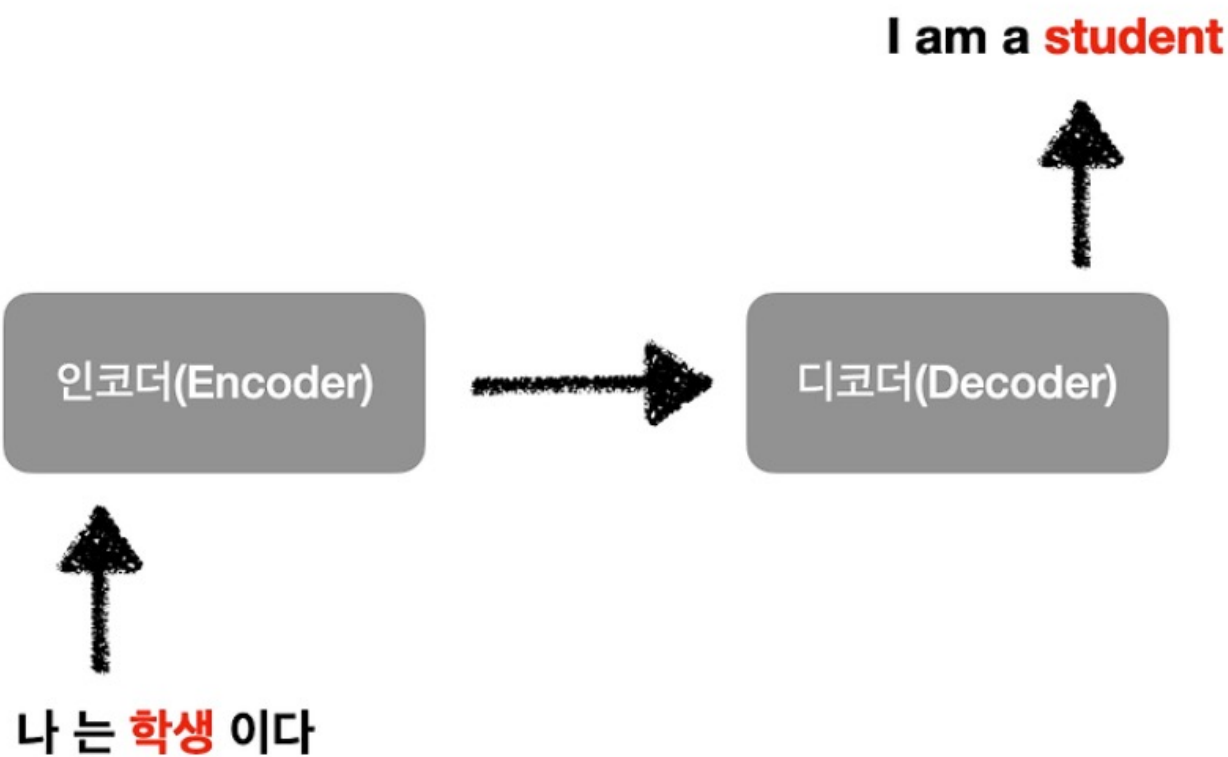 I am a student
인코더(Encoder)
디코더(Decoder)
나 는 학생 이다